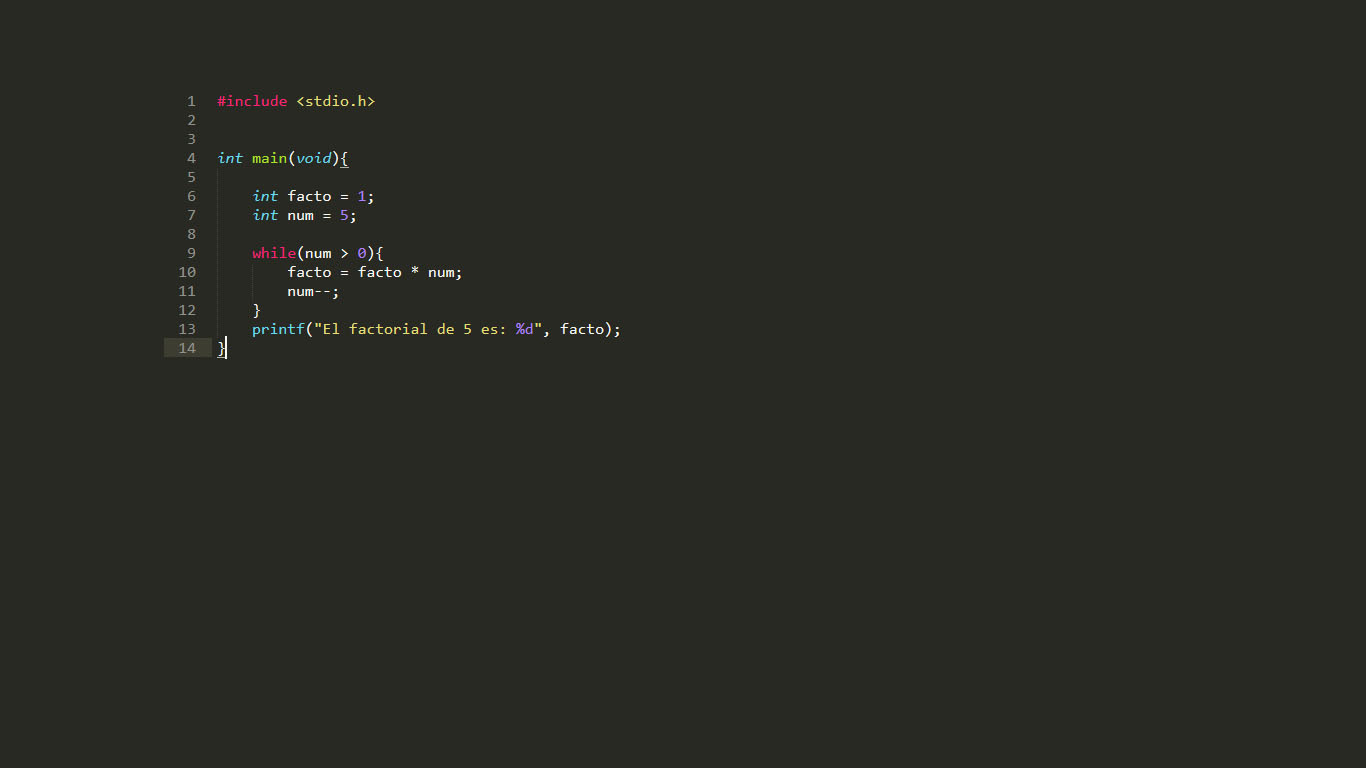 1 #include <stdio.h>
2
3
4 int main(void){
5
6 int facto = 1;
7 int num = 5;
8
9 while(num > 0){
10 facto = facto * num;
11 num--;
12 }
13 printf("El factorial de 5 es: %d", facto);
14 }